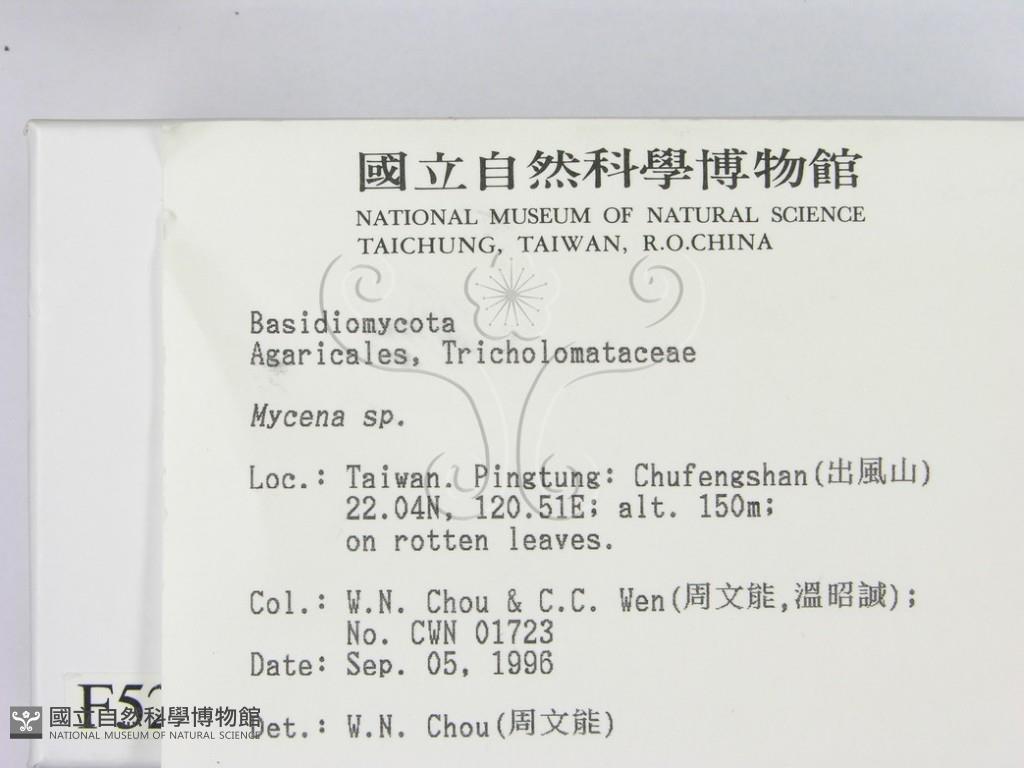 國立自然科學博物館
NATIONAL MUSEUM OF NATURAL SCIENCE
TAICHUNG, TAIWAN, R.O.CHINA
Basidiomycota
Agaricales, Tricholomataceae
Mycena sp.
Loc.: Taiwan. Pingtung: Chufengshan(出風山)
22.04N, 120.51E; alt. 150m;
on rotten leaves.
Col.: W.N. Chou & C.C. Wen(周文能,溫昭誠);
No. CWN 01723
Date: Sep. 05, 1996
Det.: W.N. Chou(周文能)
F52
國立自然科學博物館
NATIONAL MUSEUM OF NATURAL SCIENCE